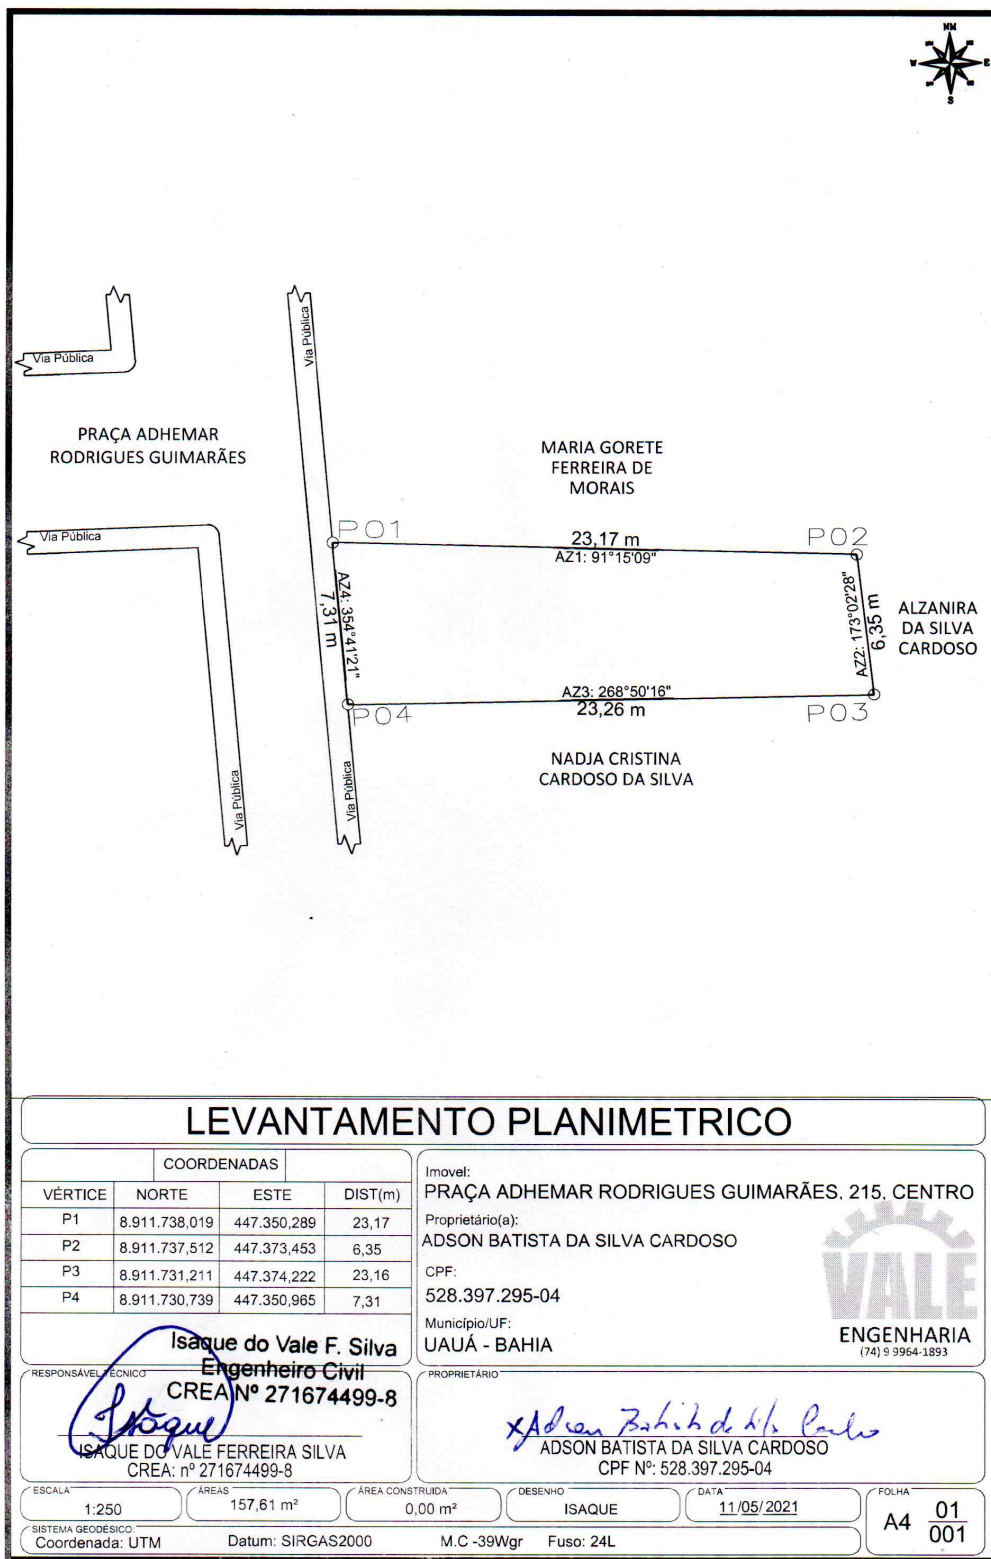 NM
W
E
S
Via Pública
Via Pública
PRAÇA ADHEMAR
RODRIGUES GUIMARÃES
MARIA GORETE
FERREIRA DE
MORAIS
Via Pública
P01
23,17 m
AZ1: 91°15'09"
P02
AZ4: 354°41'21"
7,31 m
AZ2: 173°02'28"
6,35 m
ALZANIRA
DA SILVA
CARDOSO
AZ3: 268°50'16"
23,26 m
P04
P03
NADJA CRISTINA
CARDOSO DA SILVA
Via Pública
Via Pública
LEVANTAMENTO PLANIMETRICO
COORDENADAS
VÉRTICE NORTE ESTE DIST(m)
P1 8.911.738,019 447.350,289 23,17
P2 8.911.737,512 447.373,453 6,35
P3 8.911.731,211 447.374,222 23,16
P4 8.911.730,739 447.350,965 7,31
Imovel:
PRAÇA ADHEMAR RODRIGUES GUIMARÃES, 215, CENTRO
Proprietário(a):
ADSON BATISTA DA SILVA CARDOSO
CPF:
528.397.295-04
Município/UF:
UAUÁ - BAHIA
VALE
ENGENHARIA
(74) 9 9964-1893
Isaque do Vale F. Silva
Engenheiro Civil
CREA Nº 271674499-8
RESPONSÁVEL TÉCNICO
Isaque
ISAQUE DO VALE FERREIRA SILVA
CREA: nº 271674499-8
PROPRIETÁRIO
x Adson Batista da
ADSON BATISTA DA SILVA CARDOSO
CPF Nº: 528.397.295-04
ESCALA
1:250
ÁREAS
157,61 m²
ÁREA CONSTRUIDA
0,00 m²
DESENHO
ISAQUE
DATA
11/05/2021
FOLHA
A4 01
001
SISTEMA GEODÉSICO:
Coordenada: UTM Datum: SIRGAS2000 M.C -39Wgr Fuso: 24L